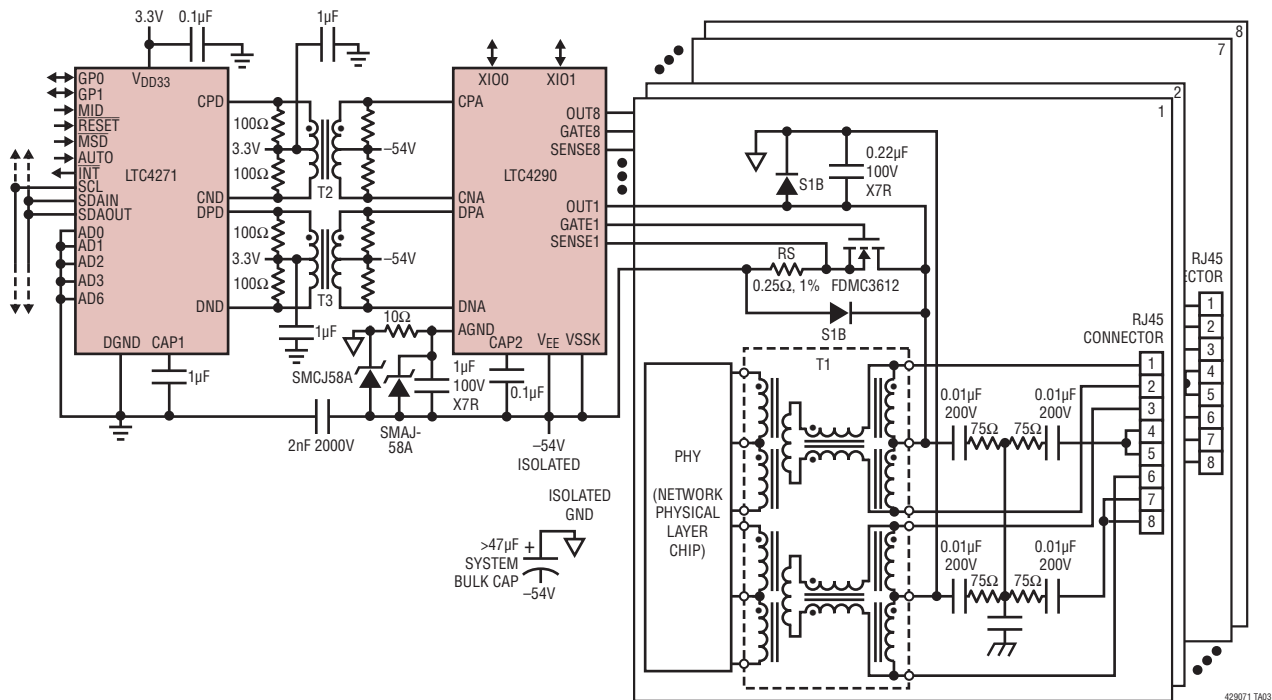 3.3V
0.1µF
1µF
VDD33
GP0
GP1
MID
RESET
MSD
AUTO
INT
SCL
SDAIN
SDAOUT
AD0
AD1
AD2
AD3
AD6
LTC4271
CPD
CND
DPD
DND
DGND
CAP1
1µF
100Ω
3.3V
100Ω
T2
–54V
100Ω
3.3V
100Ω
T3
–54V
1µF
10Ω
XIO0
XIO1
CPA
LTC4290
CNA
DPA
DNA
AGND
CAP2
VEE
VSSK
OUT8
GATE8
SENSE8
OUT1
GATE1
SENSE1
SMCJ58A
SMAJ-
58A
1µF
100V
X7R
0.1µF
2nF 2000V
–54V
ISOLATED
ISOLATED
GND
>47µF
+
SYSTEM
BULK CAP
–54V
8
7
2
1
S1B
0.22µF
100V
X7R
RS
0.25Ω, 1%
FDMC3612
S1B
RJ45
ECTOR
1
2
3
4
5
6
7
8
RJ45
CONNECTOR
1
2
3
4
5
6
7
8
T1
PHY
(NETWORK
PHYSICAL
LAYER
CHIP)
0.01µF
200V
75Ω
75Ω
0.01µF
200V
0.01µF
200V
75Ω
75Ω
0.01µF
200V
429071 TA03